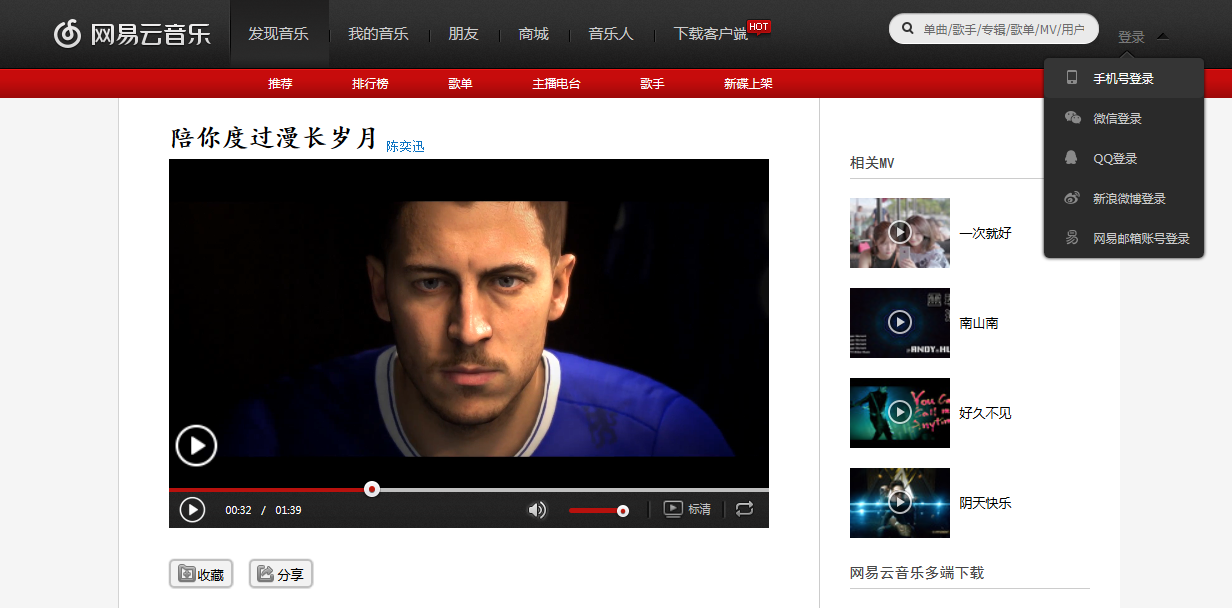 网易云音乐
发现音乐
我的音乐
朋友
商城
音乐人
下载客户端
HOT
单曲/歌手/专辑/歌单/MV/用户
登录
推荐
排行榜
歌单
主播电台
歌手
新碟上架
手机号登录
微信登录
QQ登录
新浪微博登录
网易邮箱账号登录
陪你度过漫长岁月 陈奕迅
00:32 / 01:39
标清
收藏
分享
相关MV
一次就好
南山南
ANDY
好久不见
You Ca
Call me
Anytim
阴天快乐
网易云音乐多端下载